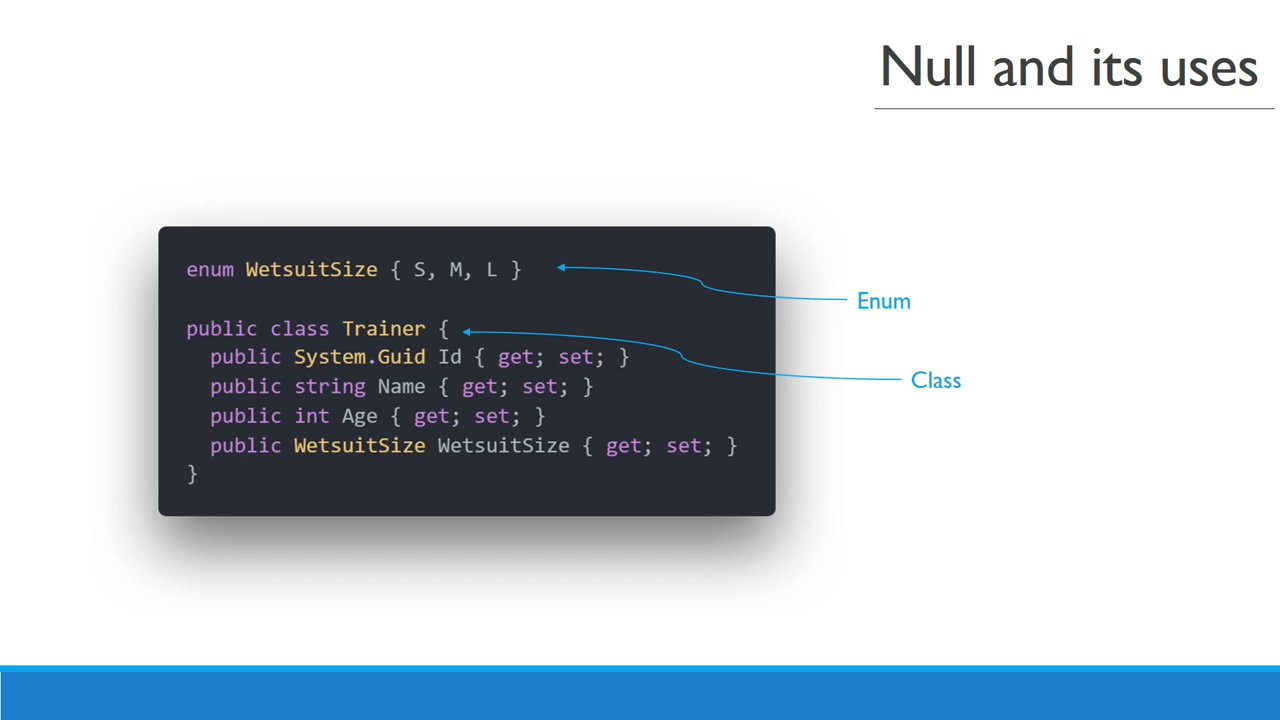 Null and its uses
enum WetsuitSize { S, M, L }
Enum
public class Trainer {
public System.Guid Id { get; set; }
public string Name { get; set; }
Class
public int Age { get; set; }
public WetsuitSize WetsuitSize { get; set; }
}